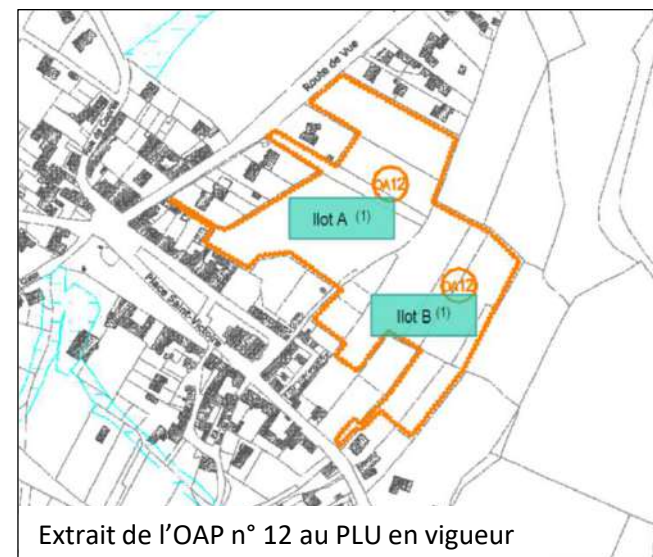 Route de Vue
OA12
Ilot A (1)
OA12
Ilot B (1)
Place Saint-Victoire
Extrait de l'OAP n° 12 au PLU en vigueur